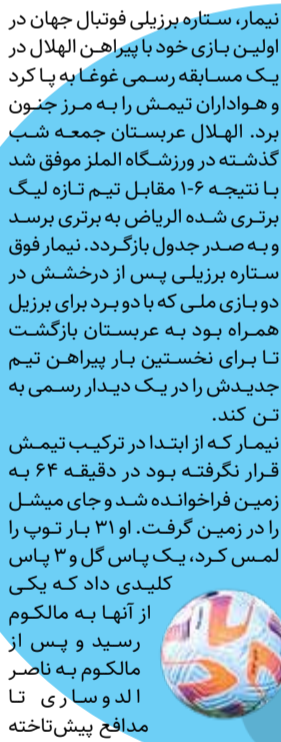 نیمار، ستاره برزیلی فوتبال جهان در
اولین بازی خود با پیراهن الهلال در
یک مسابقه رسمی غوغا به پا کرد
و هواداران تیمش را به مرز جنون
برد. الهلال عربستان جمعه شب
گذشته در ورزشگاه الملز موفق شد
با نتیجه ۶-۱ مقابل تیم تازه لیگ
برتری شده الریاض به برتری برسد
و به صدر جدول بازگردد. نیمار فوق
ستاره برزیلی پس از درخشش در
دو بازی ملی که با دو برد برای برزیل
همراه بود به عربستان بازگشت
تا برای نخستین بار پیراهن تیم
جدیدش را در یک دیدار رسمی به
تن کند.
نیمار که از ابتدا در ترکیب تیمش
قرار نگرفته بود در دقیقه ۶۴ به
زمین فراخوانده شد و جای میشل
را در زمین گرفت. او ۳۱ بار توپ را
لمس کرد، یک پاس گل و ۳ پاس
کلیدی داد که یکی
از آنها به مالکوم
رسید و پس از
مالکوم به ناصر
الدوساری تا
مدافع پیش‌تاخته